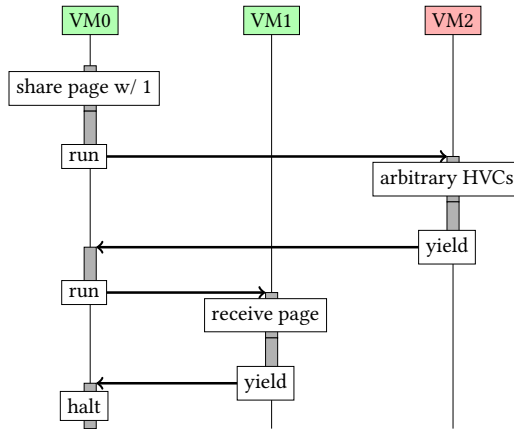 VM0 VM1 VM2
share page w/ 1
run
arbitrary HVCs
yield
run
receive page
yield
halt